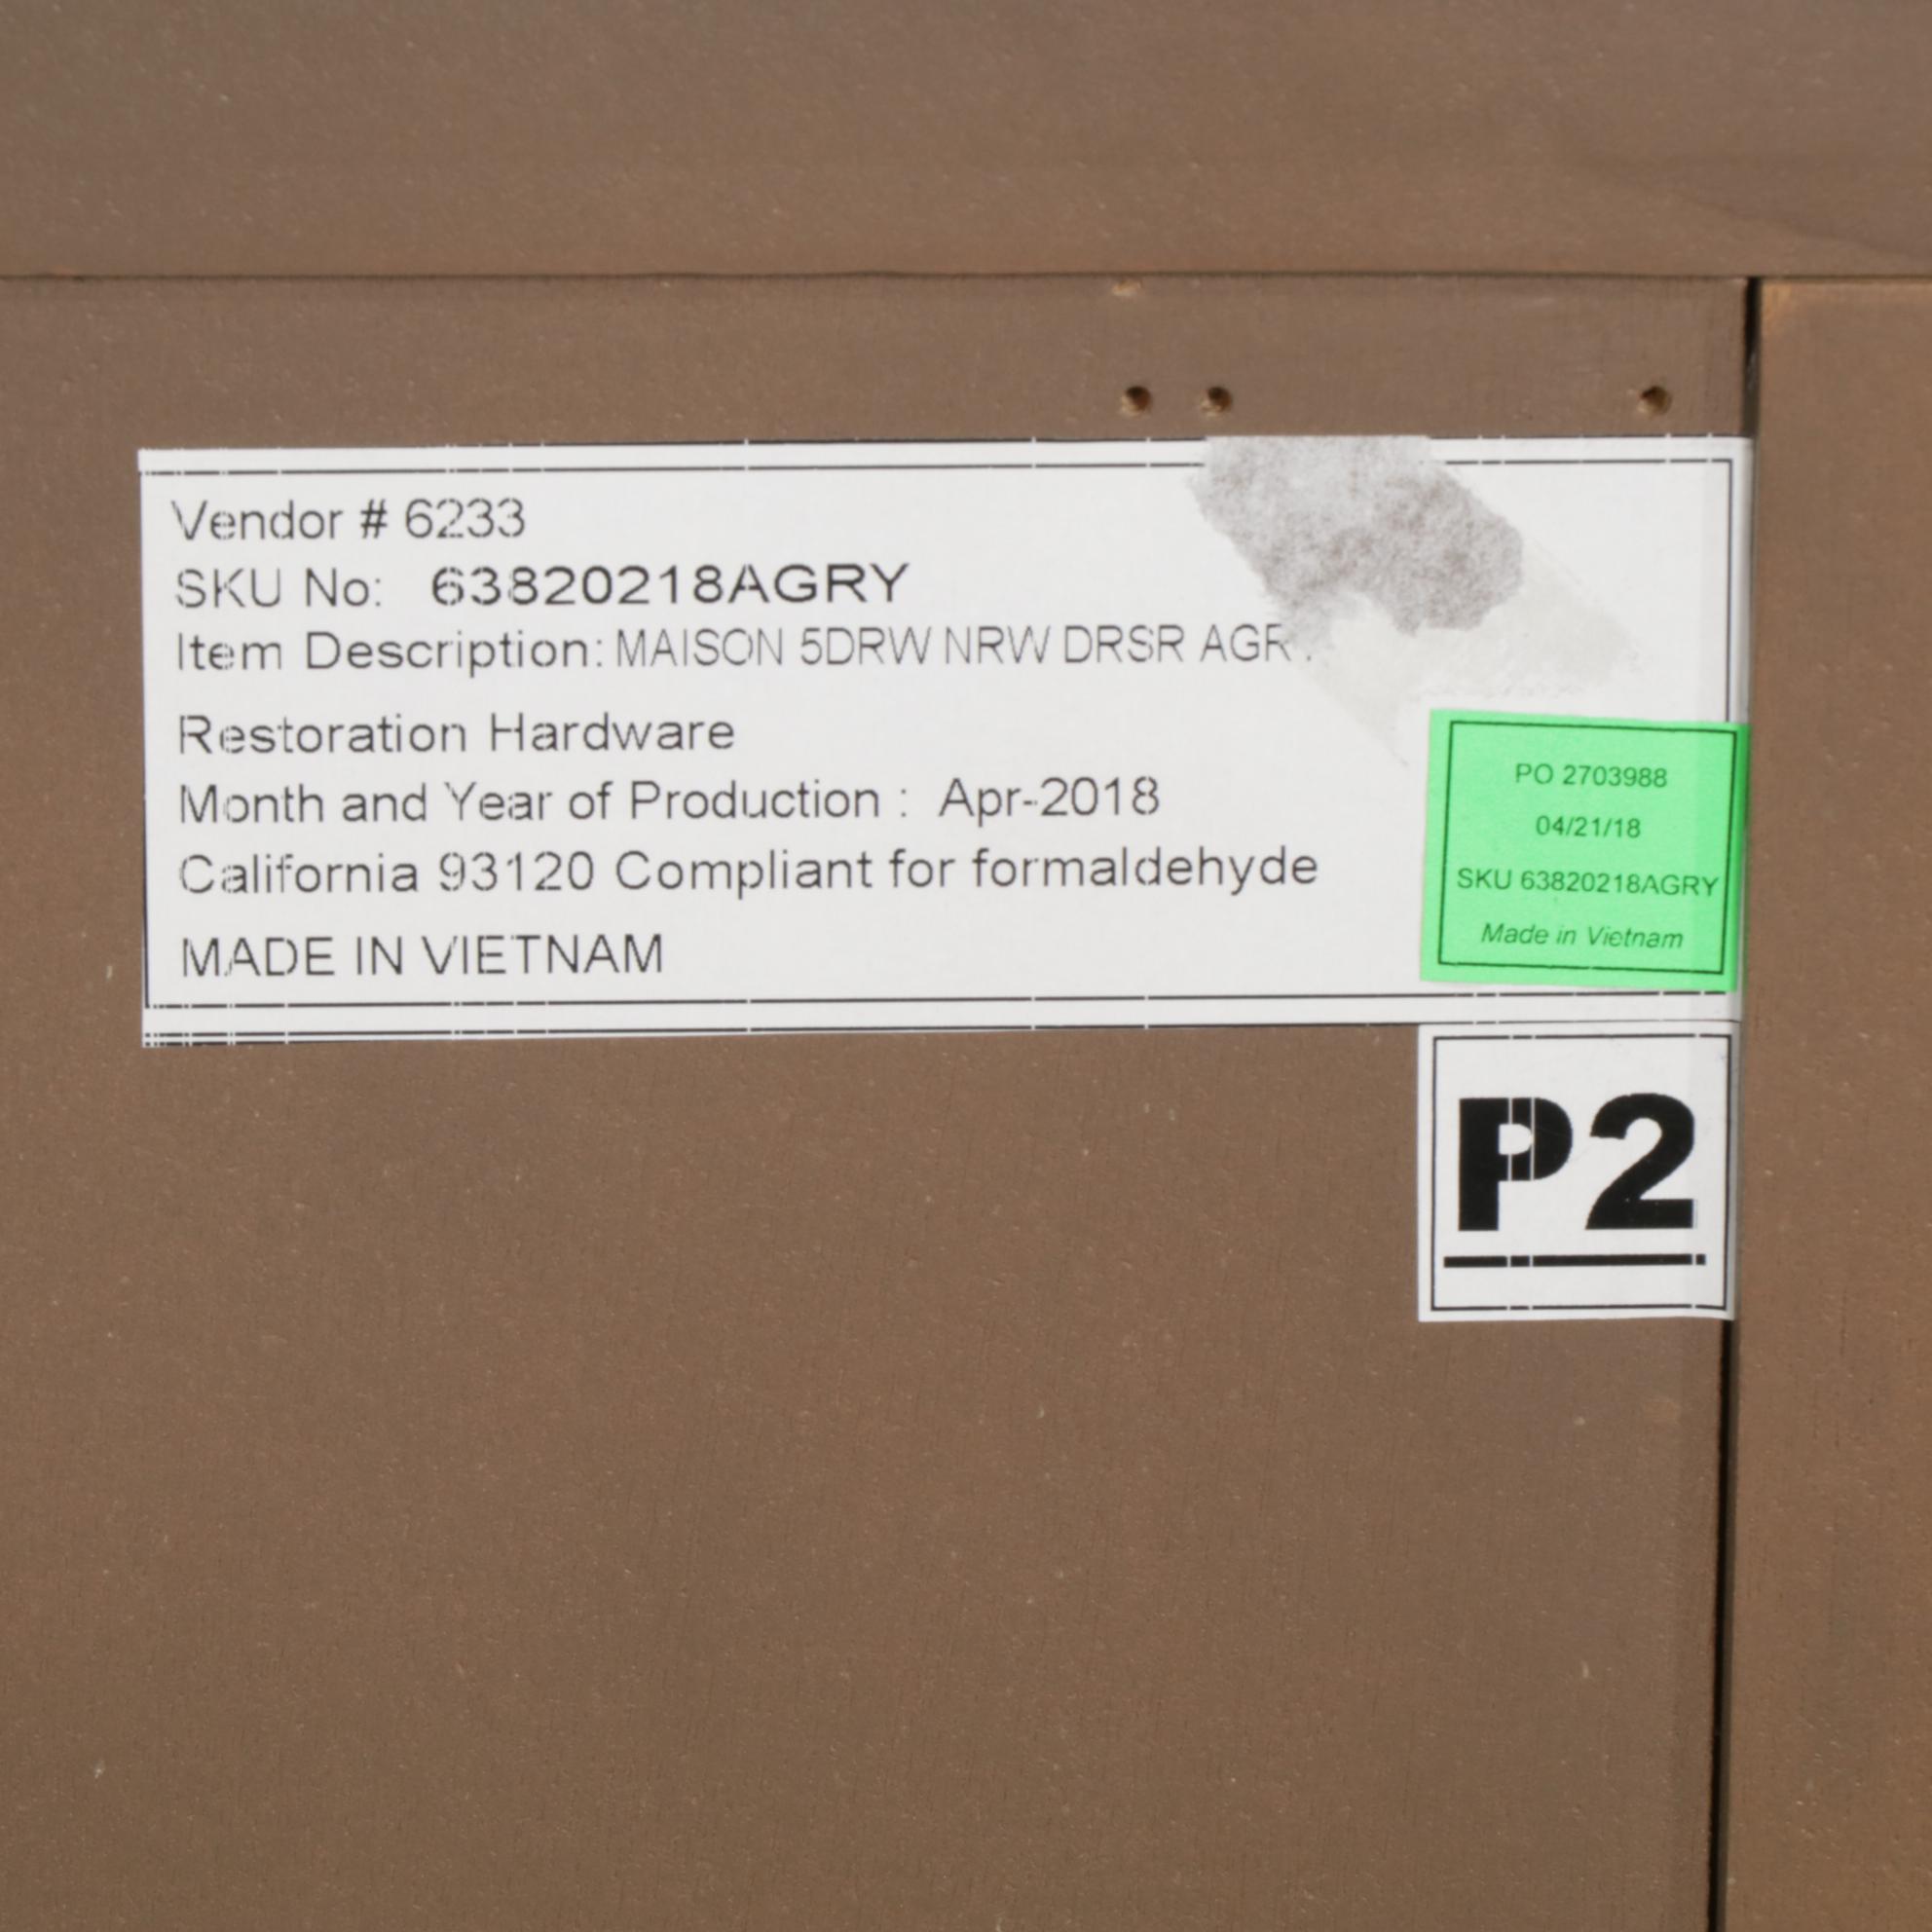 Vendor # 6233
SKU No: 63820218AGRY
Item Description: MAISON 5DRW NRW DRSR
Restoration Hardware
Month and Year of Production : Apr-2018
California 93120 Compliant for formaldehyde
MADE IN VIETNAM
PO 2703988
04/21/18
SKU 63820218AGRY
Made in Vietnam
P2